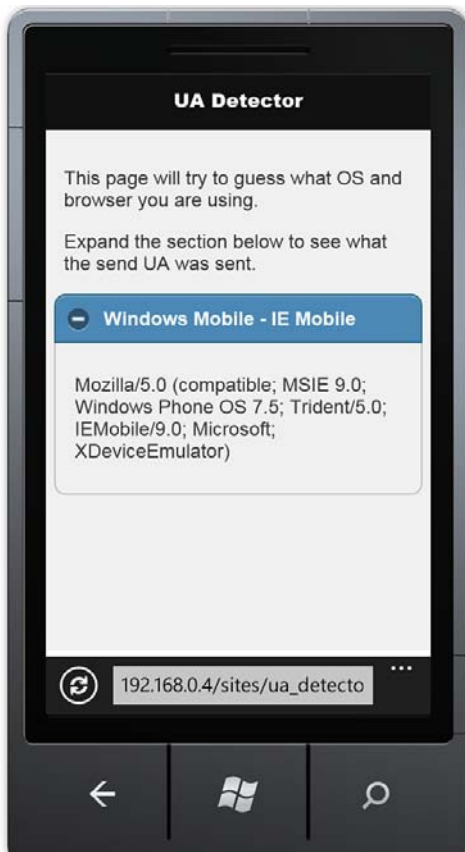 UA Detector
This page will try to guess what OS and
browser you are using.
Expand the section below to see what
the send UA was sent.
Windows Mobile - IE Mobile
Mozilla/5.0 (compatible; MSIE 9.0;
Windows Phone OS 7.5; Trident/5.0;
IEMobile/9.0; Microsoft;
XDeviceEmulator)
192.168.0.4/sites/ua_detecto